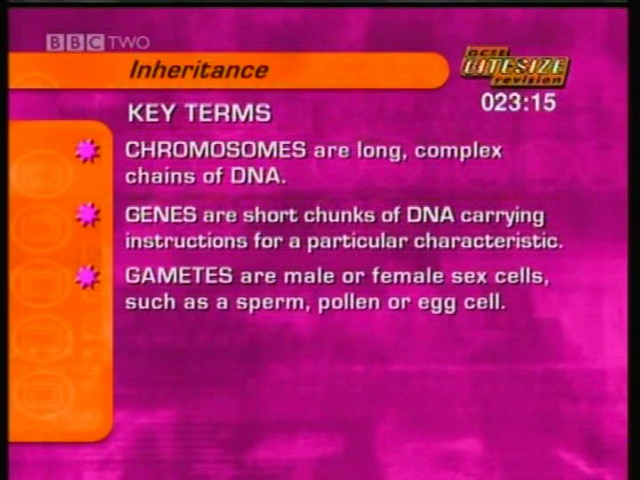 BBC TWO
Inheritance
GCSE
BITESIZE
revision
023:15
KEY TERMS
CHROMOSOMES are long, complex
chains of DNA.
GENES are short chunks of DNA carrying
instructions for a particular characteristic.
GAMETES are male or female sex cells,
such as a sperm, pollen or egg cell.